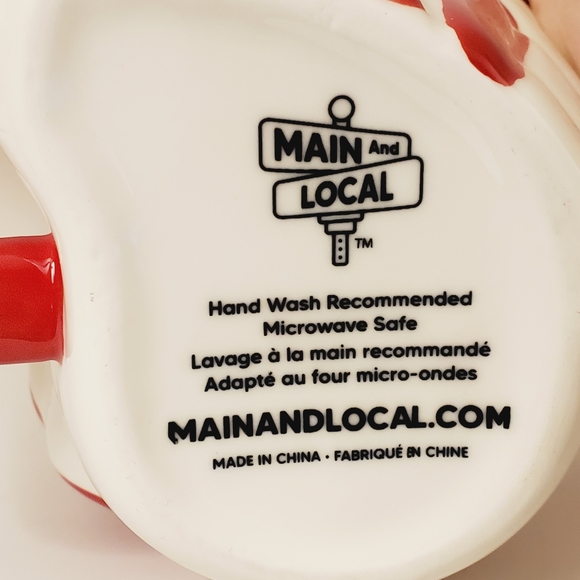 MAIN And
LOCAL
TM
Hand Wash Recommended
Microwave Safe
Lavage à la main recommandé
Adapté au four micro-ondes
MAINANDLOCAL.COM
MADE IN CHINA · FABRIQUÉ EN CHINE